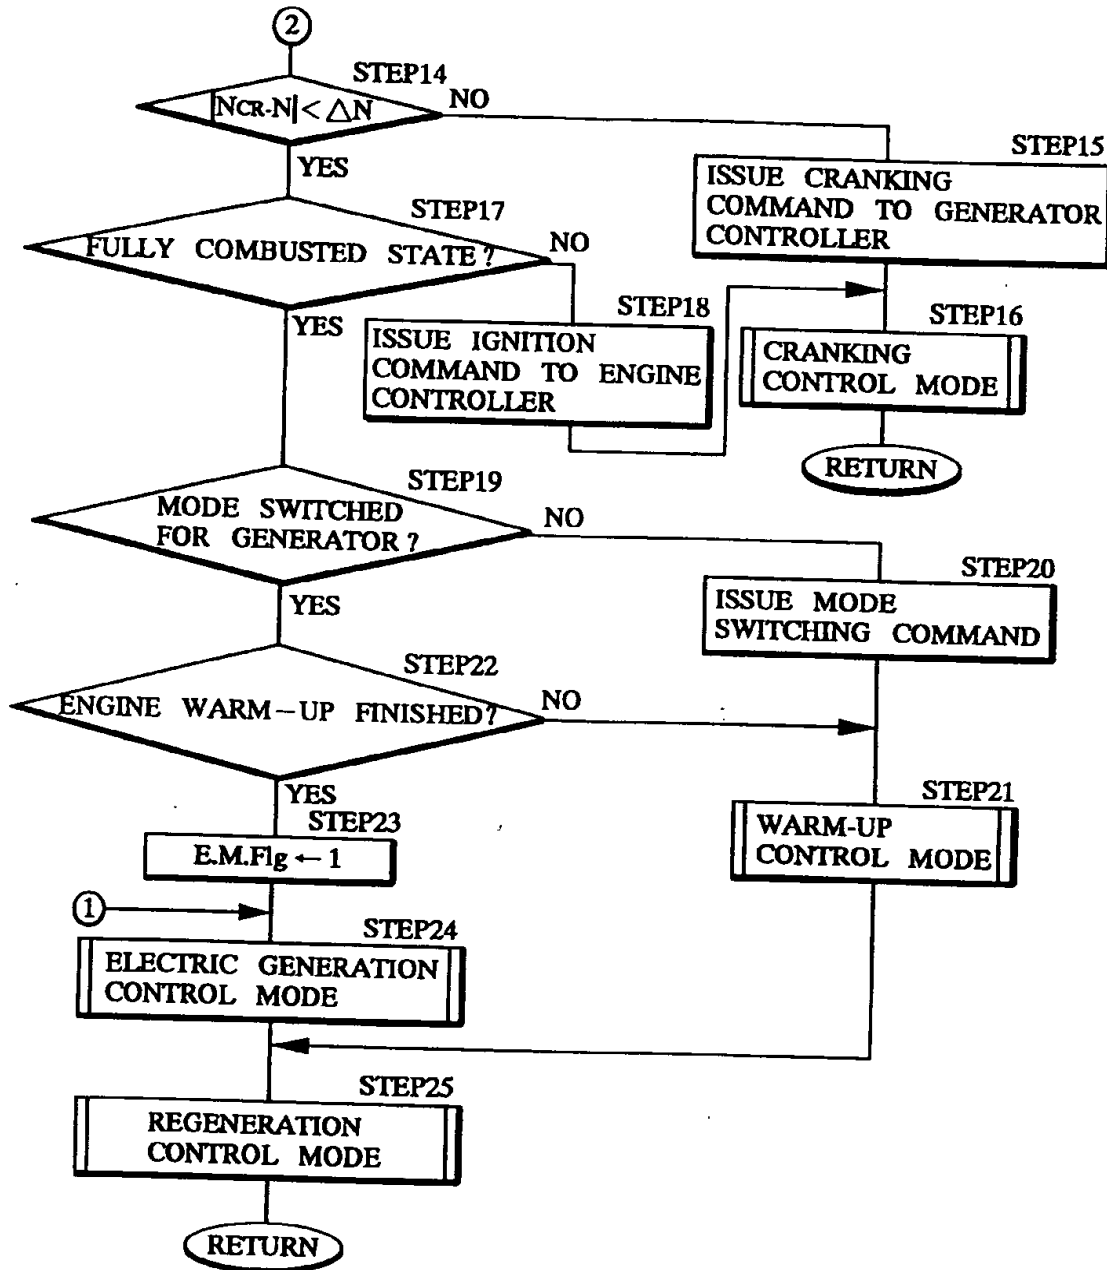 2
STEP14
|NCR-N| < △N
NO
YES
STEP15
ISSUE CRANKING
COMMAND TO GENERATOR
CONTROLLER
STEP17
FULLY COMBUSTED STATE?
NO
YES
STEP18
ISSUE IGNITION
COMMAND TO ENGINE
CONTROLLER
STEP16
CRANKING
CONTROL MODE
RETURN
STEP19
MODE SWITCHED
FOR GENERATOR?
NO
YES
STEP20
ISSUE MODE
SWITCHING COMMAND
STEP22
ENGINE WARM-UP FINISHED?
NO
YES
STEP21
WARM-UP
CONTROL MODE
STEP23
E.M.Flg ← 1
1
STEP24
ELECTRIC GENERATION
CONTROL MODE
STEP25
REGENERATION
CONTROL MODE
RETURN